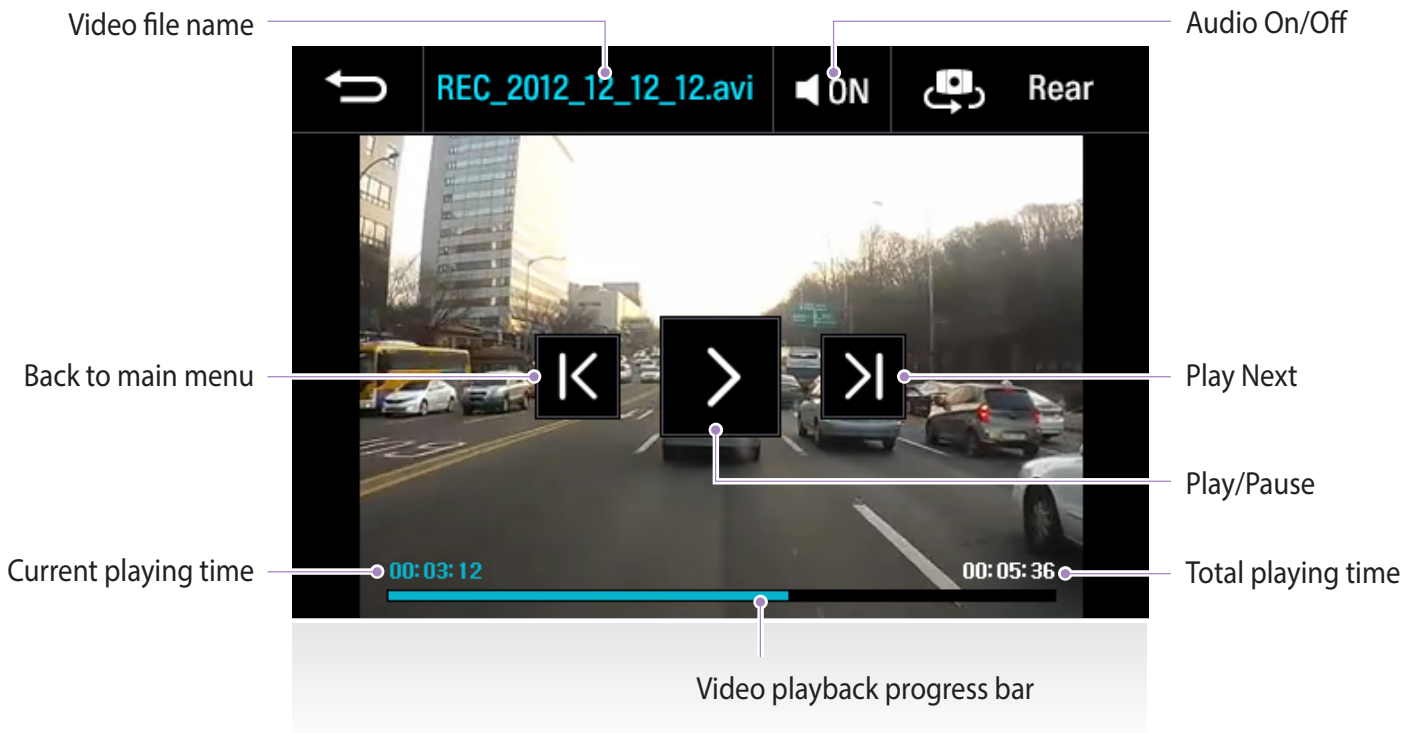 Video file name
Audio On/Off
REC_2012_12_12_12.avi
ON
Rear
Back to main menu
Play Next
Play/Pause
Current playing time
00:03:12
00:05:36
Total playing time
Video playback progress bar